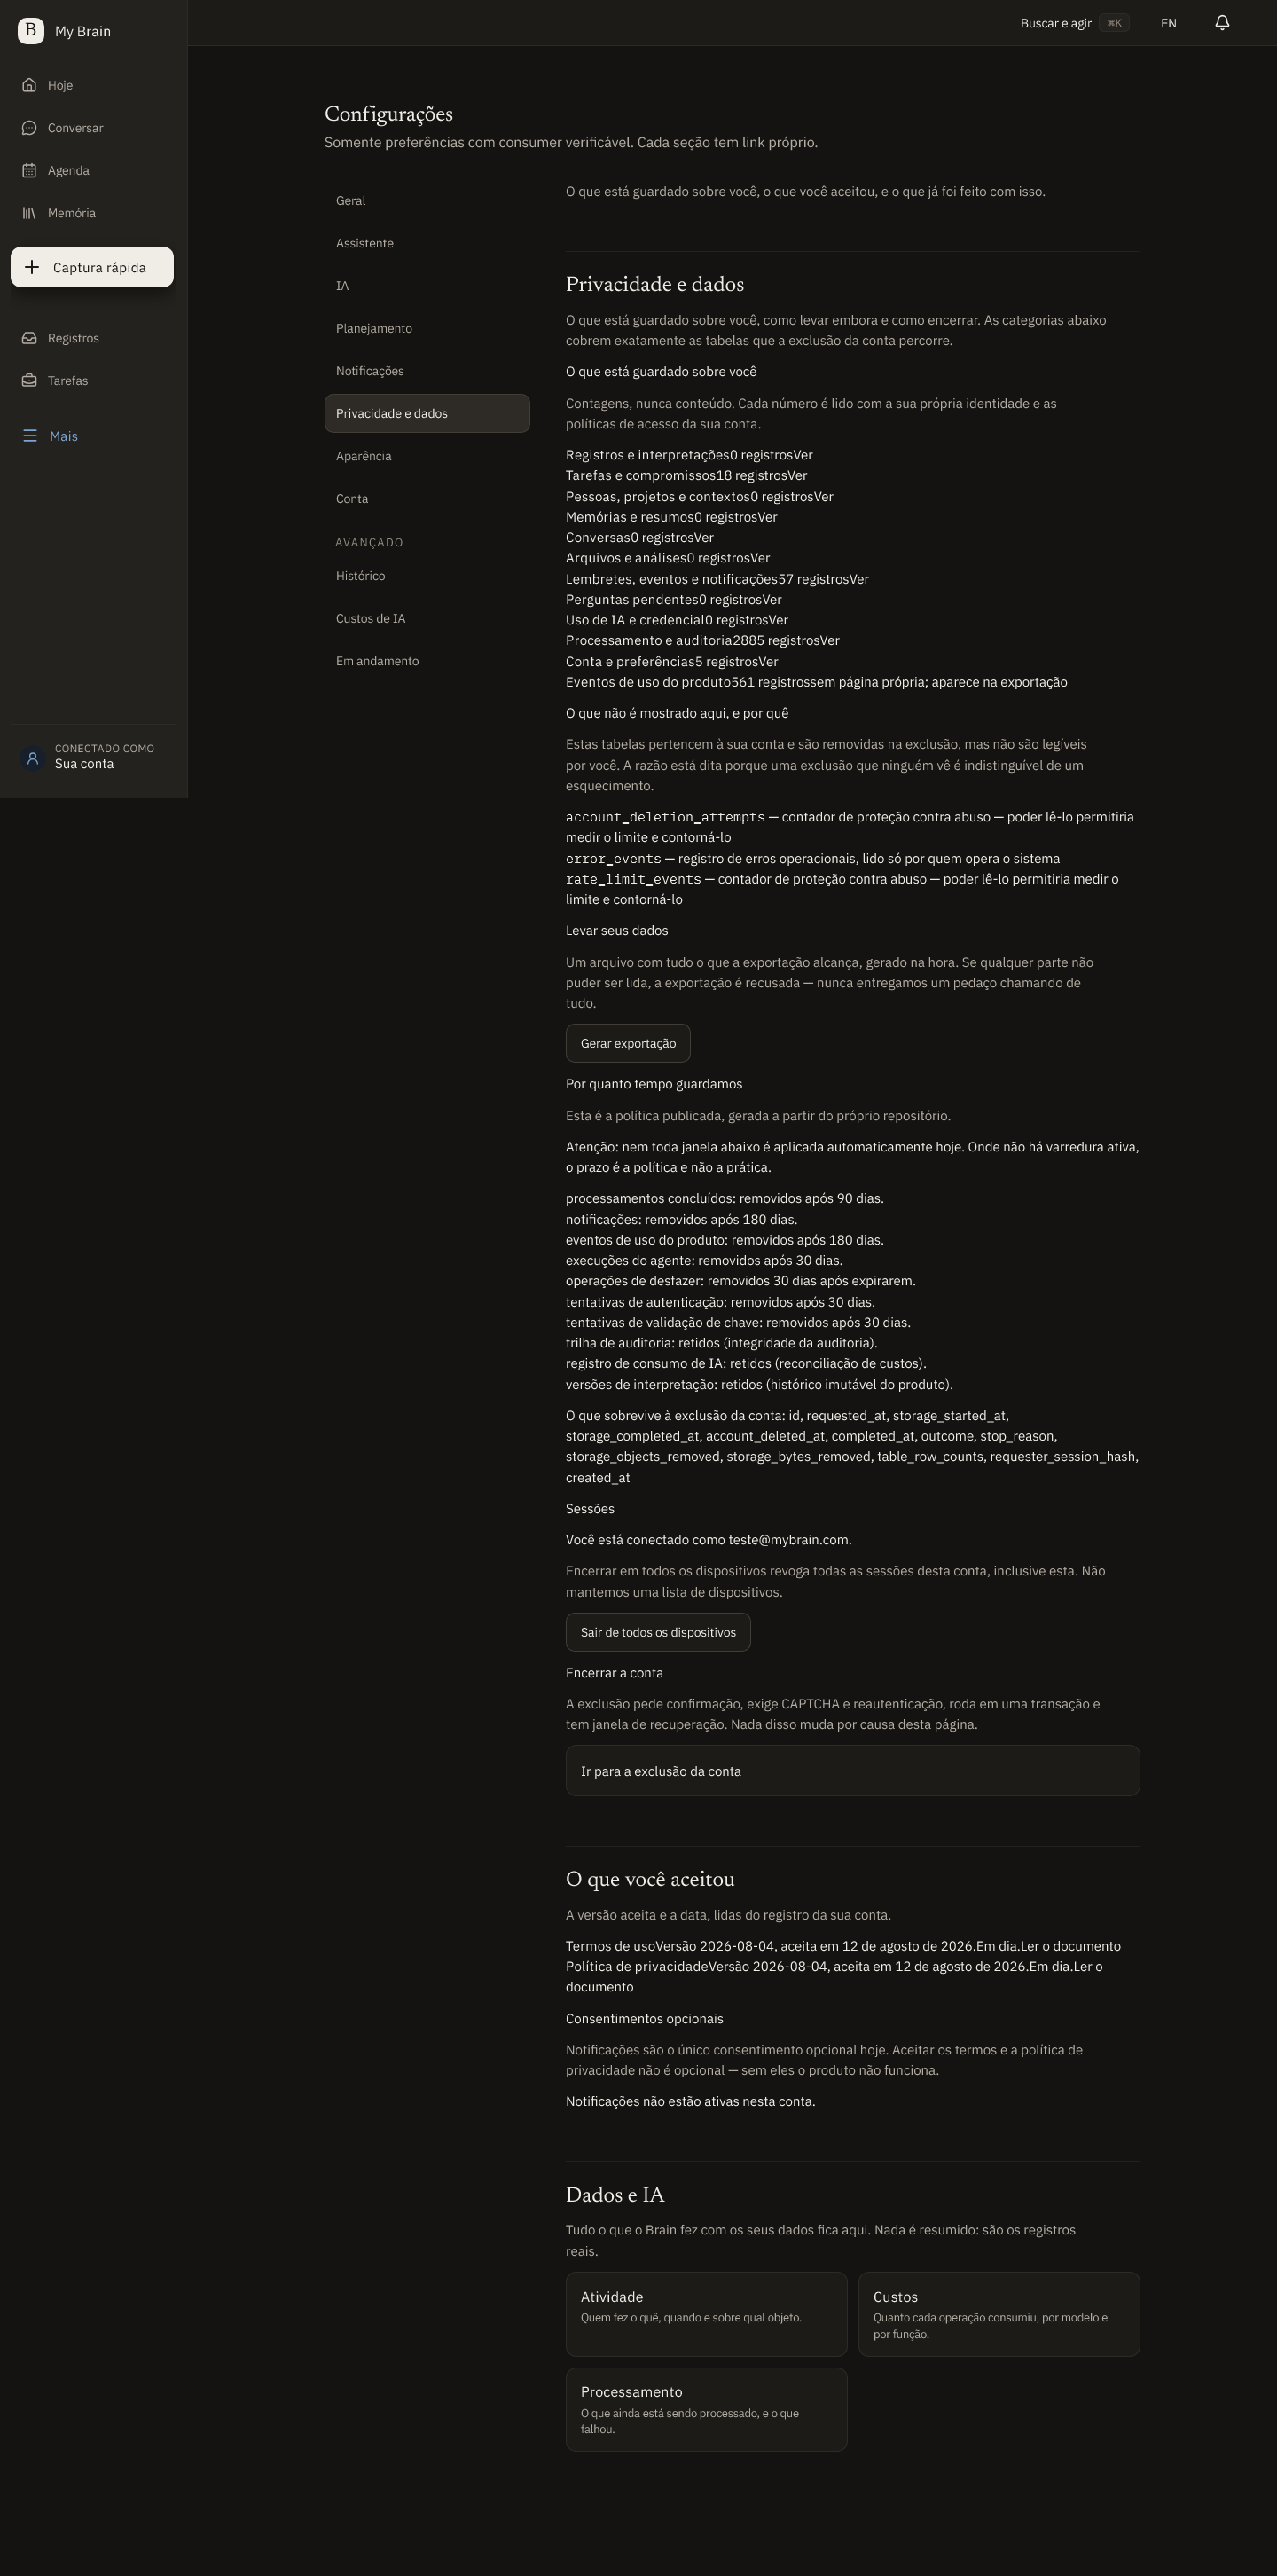 B My Brain
Buscar e agir ⌘K EN
Hoje
Conversar
Agenda
Memória
Captura rápida
Registros
Tarefas
Mais
CONECTADO COMO
Sua conta
Configurações
Somente preferências com consumer verificável. Cada seção tem link próprio.
Geral
Assistente
IA
Planejamento
Notificações
Privacidade e dados
Aparência
Conta
AVANÇADO
Histórico
Custos de IA
Em andamento
O que está guardado sobre você, o que você aceitou, e o que já foi feito com isso.
Privacidade e dados
O que está guardado sobre você, como levar embora e como encerrar. As categorias abaixo
cobrem exatamente as tabelas que a exclusão da conta percorre.
O que está guardado sobre você
Contagens, nunca conteúdo. Cada número é lido com a sua própria identidade e as
políticas de acesso da sua conta.
Registros e interpretações0 registrosVer
Tarefas e compromissos18 registrosVer
Pessoas, projetos e contextos0 registrosVer
Memórias e resumos0 registrosVer
Conversas0 registrosVer
Arquivos e análises0 registrosVer
Lembretes, eventos e notificações57 registrosVer
Perguntas pendentes0 registrosVer
Uso de IA e credencial0 registrosVer
Processamento e auditoria2885 registrosVer
Conta e preferências5 registrosVer
Eventos de uso do produto561 registrossem página própria; aparece na exportação
O que não é mostrado aqui, e por quê
Estas tabelas pertencem à sua conta e são removidas na exclusão, mas não são legíveis
por você. A razão está dita porque uma exclusão que ninguém vê é indistinguível de um
esquecimento.
account_deletion_attempts — contador de proteção contra abuso — poder lê-lo permitiria
medir o limite e contorná-lo
error_events — registro de erros operacionais, lido só por quem opera o sistema
rate_limit_events — contador de proteção contra abuso — poder lê-lo permitiria medir o
limite e contorná-lo
Levar seus dados
Um arquivo com tudo o que a exportação alcança, gerado na hora. Se qualquer parte não
puder ser lida, a exportação é recusada — nunca entregamos um pedaço chamando de
tudo.
Gerar exportação
Por quanto tempo guardamos
Esta é a política publicada, gerada a partir do próprio repositório.
Atenção: nem toda janela abaixo é aplicada automaticamente hoje. Onde não há varredura ativa,
o prazo é a política e não a prática.
processamentos concluídos: removidos após 90 dias.
notificações: removidos após 180 dias.
eventos de uso do produto: removidos após 180 dias.
execuções do agente: removidos após 30 dias.
operações de desfazer: removidos 30 dias após expirarem.
tentativas de autenticação: removidos após 30 dias.
tentativas de validação de chave: removidos após 30 dias.
trilha de auditoria: retidos (integridade da auditoria).
registro de consumo de IA: retidos (reconciliação de custos).
versões de interpretação: retidos (histórico imutável do produto).
O que sobrevive à exclusão da conta: id, requested_at, storage_started_at,
storage_completed_at, account_deleted_at, completed_at, outcome, stop_reason,
storage_objects_removed, storage_bytes_removed, table_row_counts, requester_session_hash,
created_at
Sessões
Você está conectado como teste@mybrain.com.
Encerrar em todos os dispositivos revoga todas as sessões desta conta, inclusive esta. Não
mantemos uma lista de dispositivos.
Sair de todos os dispositivos
Encerrar a conta
A exclusão pede confirmação, exige CAPTCHA e reautenticação, roda em uma transação e
tem janela de recuperação. Nada disso muda por causa desta página.
Ir para a exclusão da conta
O que você aceitou
A versão aceita e a data, lidas do registro da sua conta.
Termos de usoVersão 2026-08-04, aceita em 12 de agosto de 2026.Em dia.Ler o documento
Política de privacidadeVersão 2026-08-04, aceita em 12 de agosto de 2026.Em dia.Ler o
documento
Consentimentos opcionais
Notificações são o único consentimento opcional hoje. Aceitar os termos e a política de
privacidade não é opcional — sem eles o produto não funciona.
Notificações não estão ativas nesta conta.
Dados e IA
Tudo o que o Brain fez com os seus dados fica aqui. Nada é resumido: são os registros
reais.
Atividade
Quem fez o quê, quando e sobre qual objeto.
Custos
Quanto cada operação consumiu, por modelo e
por função.
Processamento
O que ainda está sendo processado, e o que
falhou.